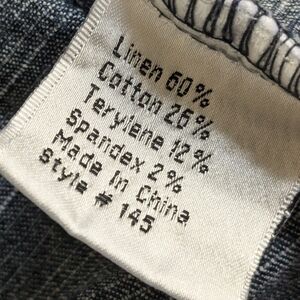 Linen 60%
Cotton 26%
Terylene 12%
Spandex 2%
Made In China
style # 145